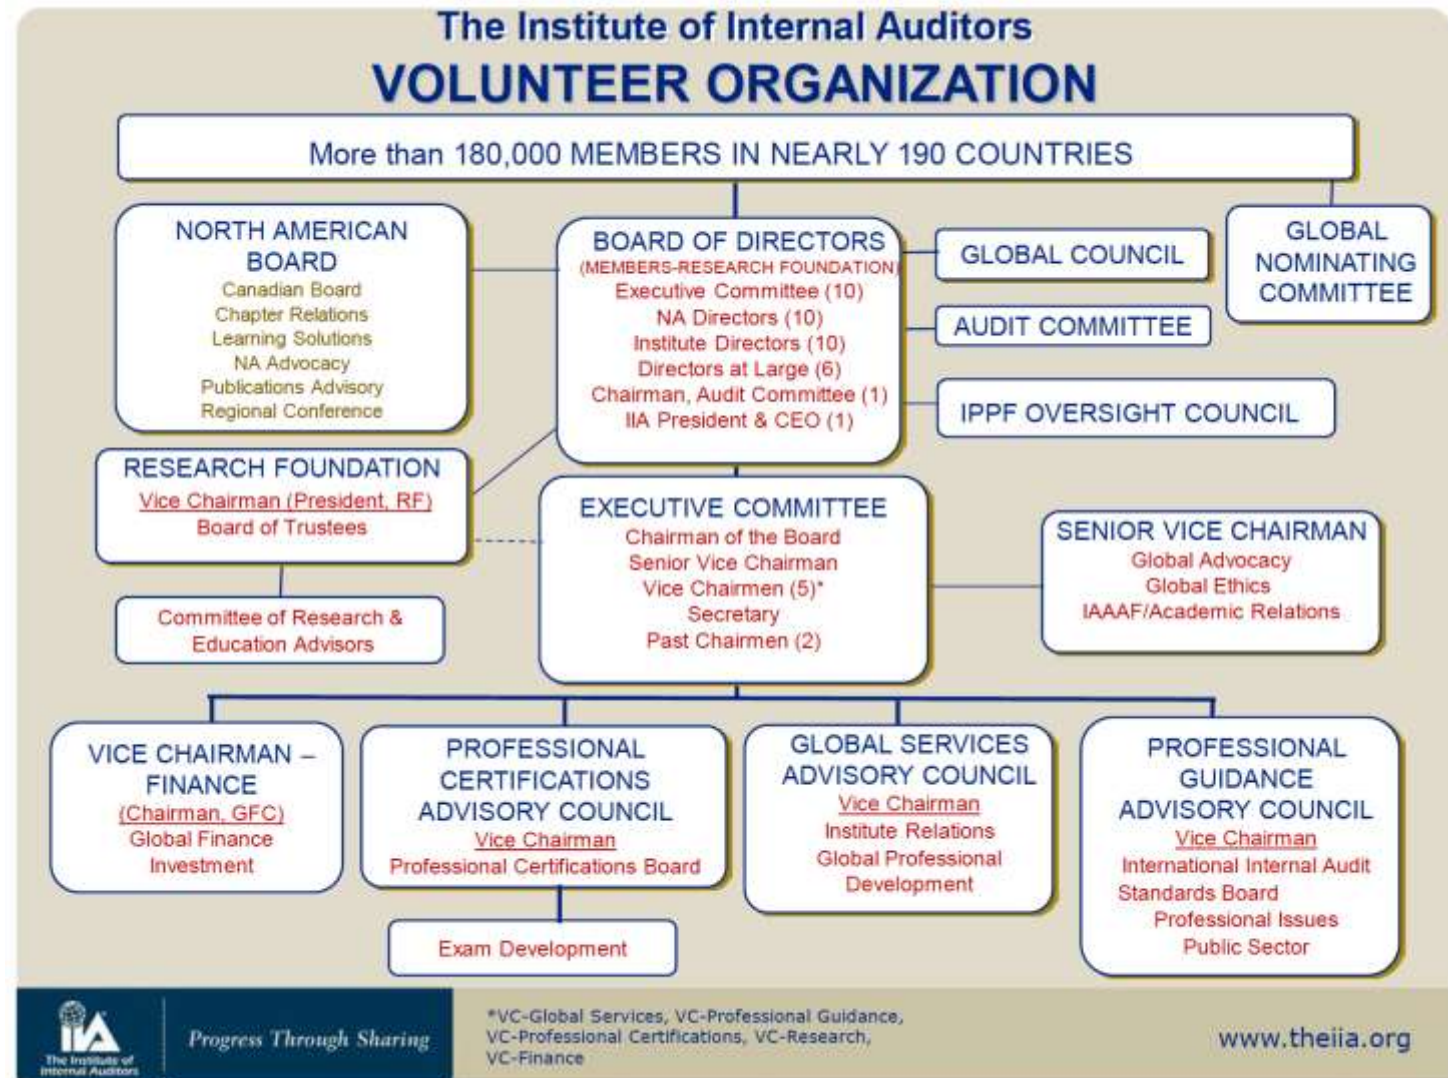 The Institute of Internal Auditors
VOLUNTEER ORGANIZATION
More than 180,000 MEMBERS IN NEARLY 190 COUNTRIES
NORTH AMERICAN
BOARD
Canadian Board
Chapter Relations
Learning Solutions
NA Advocacy
Publications Advisory
Regional Conference
BOARD OF DIRECTORS
(MEMBERS-RESEARCH FOUNDATION)
Executive Committee (10)
NA Directors (10)
Institute Directors (10)
Directors at Large (6)
Chairman, Audit Committee (1)
IIA President & CEO (1)
GLOBAL COUNCIL
AUDIT COMMITTEE
IPPF OVERSIGHT COUNCIL
GLOBAL
NOMINATING
COMMITTEE
RESEARCH FOUNDATION
Vice Chairman (President, RF)
Board of Trustees
Committee of Research &
Education Advisors
EXECUTIVE COMMITTEE
Chairman of the Board
Senior Vice Chairman
Vice Chairmen (5)*
Secretary
Past Chairmen (2)
SENIOR VICE CHAIRMAN
Global Advocacy
Global Ethics
IAAAF/Academic Relations
VICE CHAIRMAN –
FINANCE
(Chairman, GFC)
Global Finance
Investment
PROFESSIONAL
CERTIFICATIONS
ADVISORY COUNCIL
Vice Chairman
Professional Certifications Board
Exam Development
GLOBAL SERVICES
ADVISORY COUNCIL
Vice Chairman
Institute Relations
Global Professional
Development
PROFESSIONAL
GUIDANCE
ADVISORY COUNCIL
Vice Chairman
International Internal Audit
Standards Board
Professional Issues
Public Sector
IIA
The Institute of
Internal Auditors
Progress Through Sharing
*VC-Global Services, VC-Professional Guidance,
VC-Professional Certifications, VC-Research,
VC-Finance
www.theiia.org